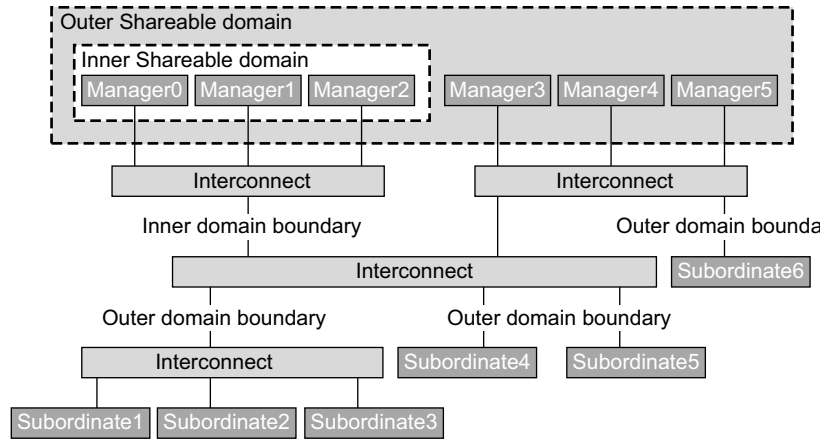 Outer Shareable domain
Inner Shareable domain
Manager0 Manager1 Manager2 Manager3 Manager4 Manager5
Interconnect Interconnect
Inner domain boundary Outer domain bounda
Interconnect Subordinate6
Outer domain boundary Outer domain boundary
Interconnect Subordinate4 Subordinate5
Subordinate1 Subordinate2 Subordinate3